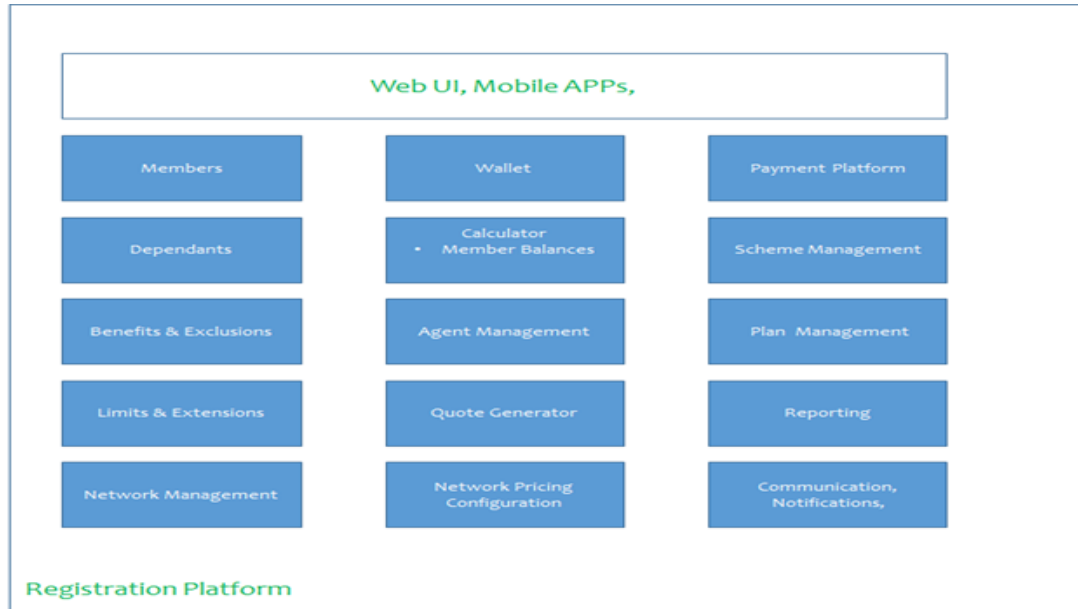 Web UI, Mobile APPs,
Members
Wallet
Payment Platform
Dependants
Calculator
▪ Member Balances
Scheme Management
Benefits & Exclusions
Agent Management
Plan Management
Limits & Extensions
Quote Generator
Reporting
Network Management
Network Pricing
Configuration
Communication,
Notifications,
Registration Platform